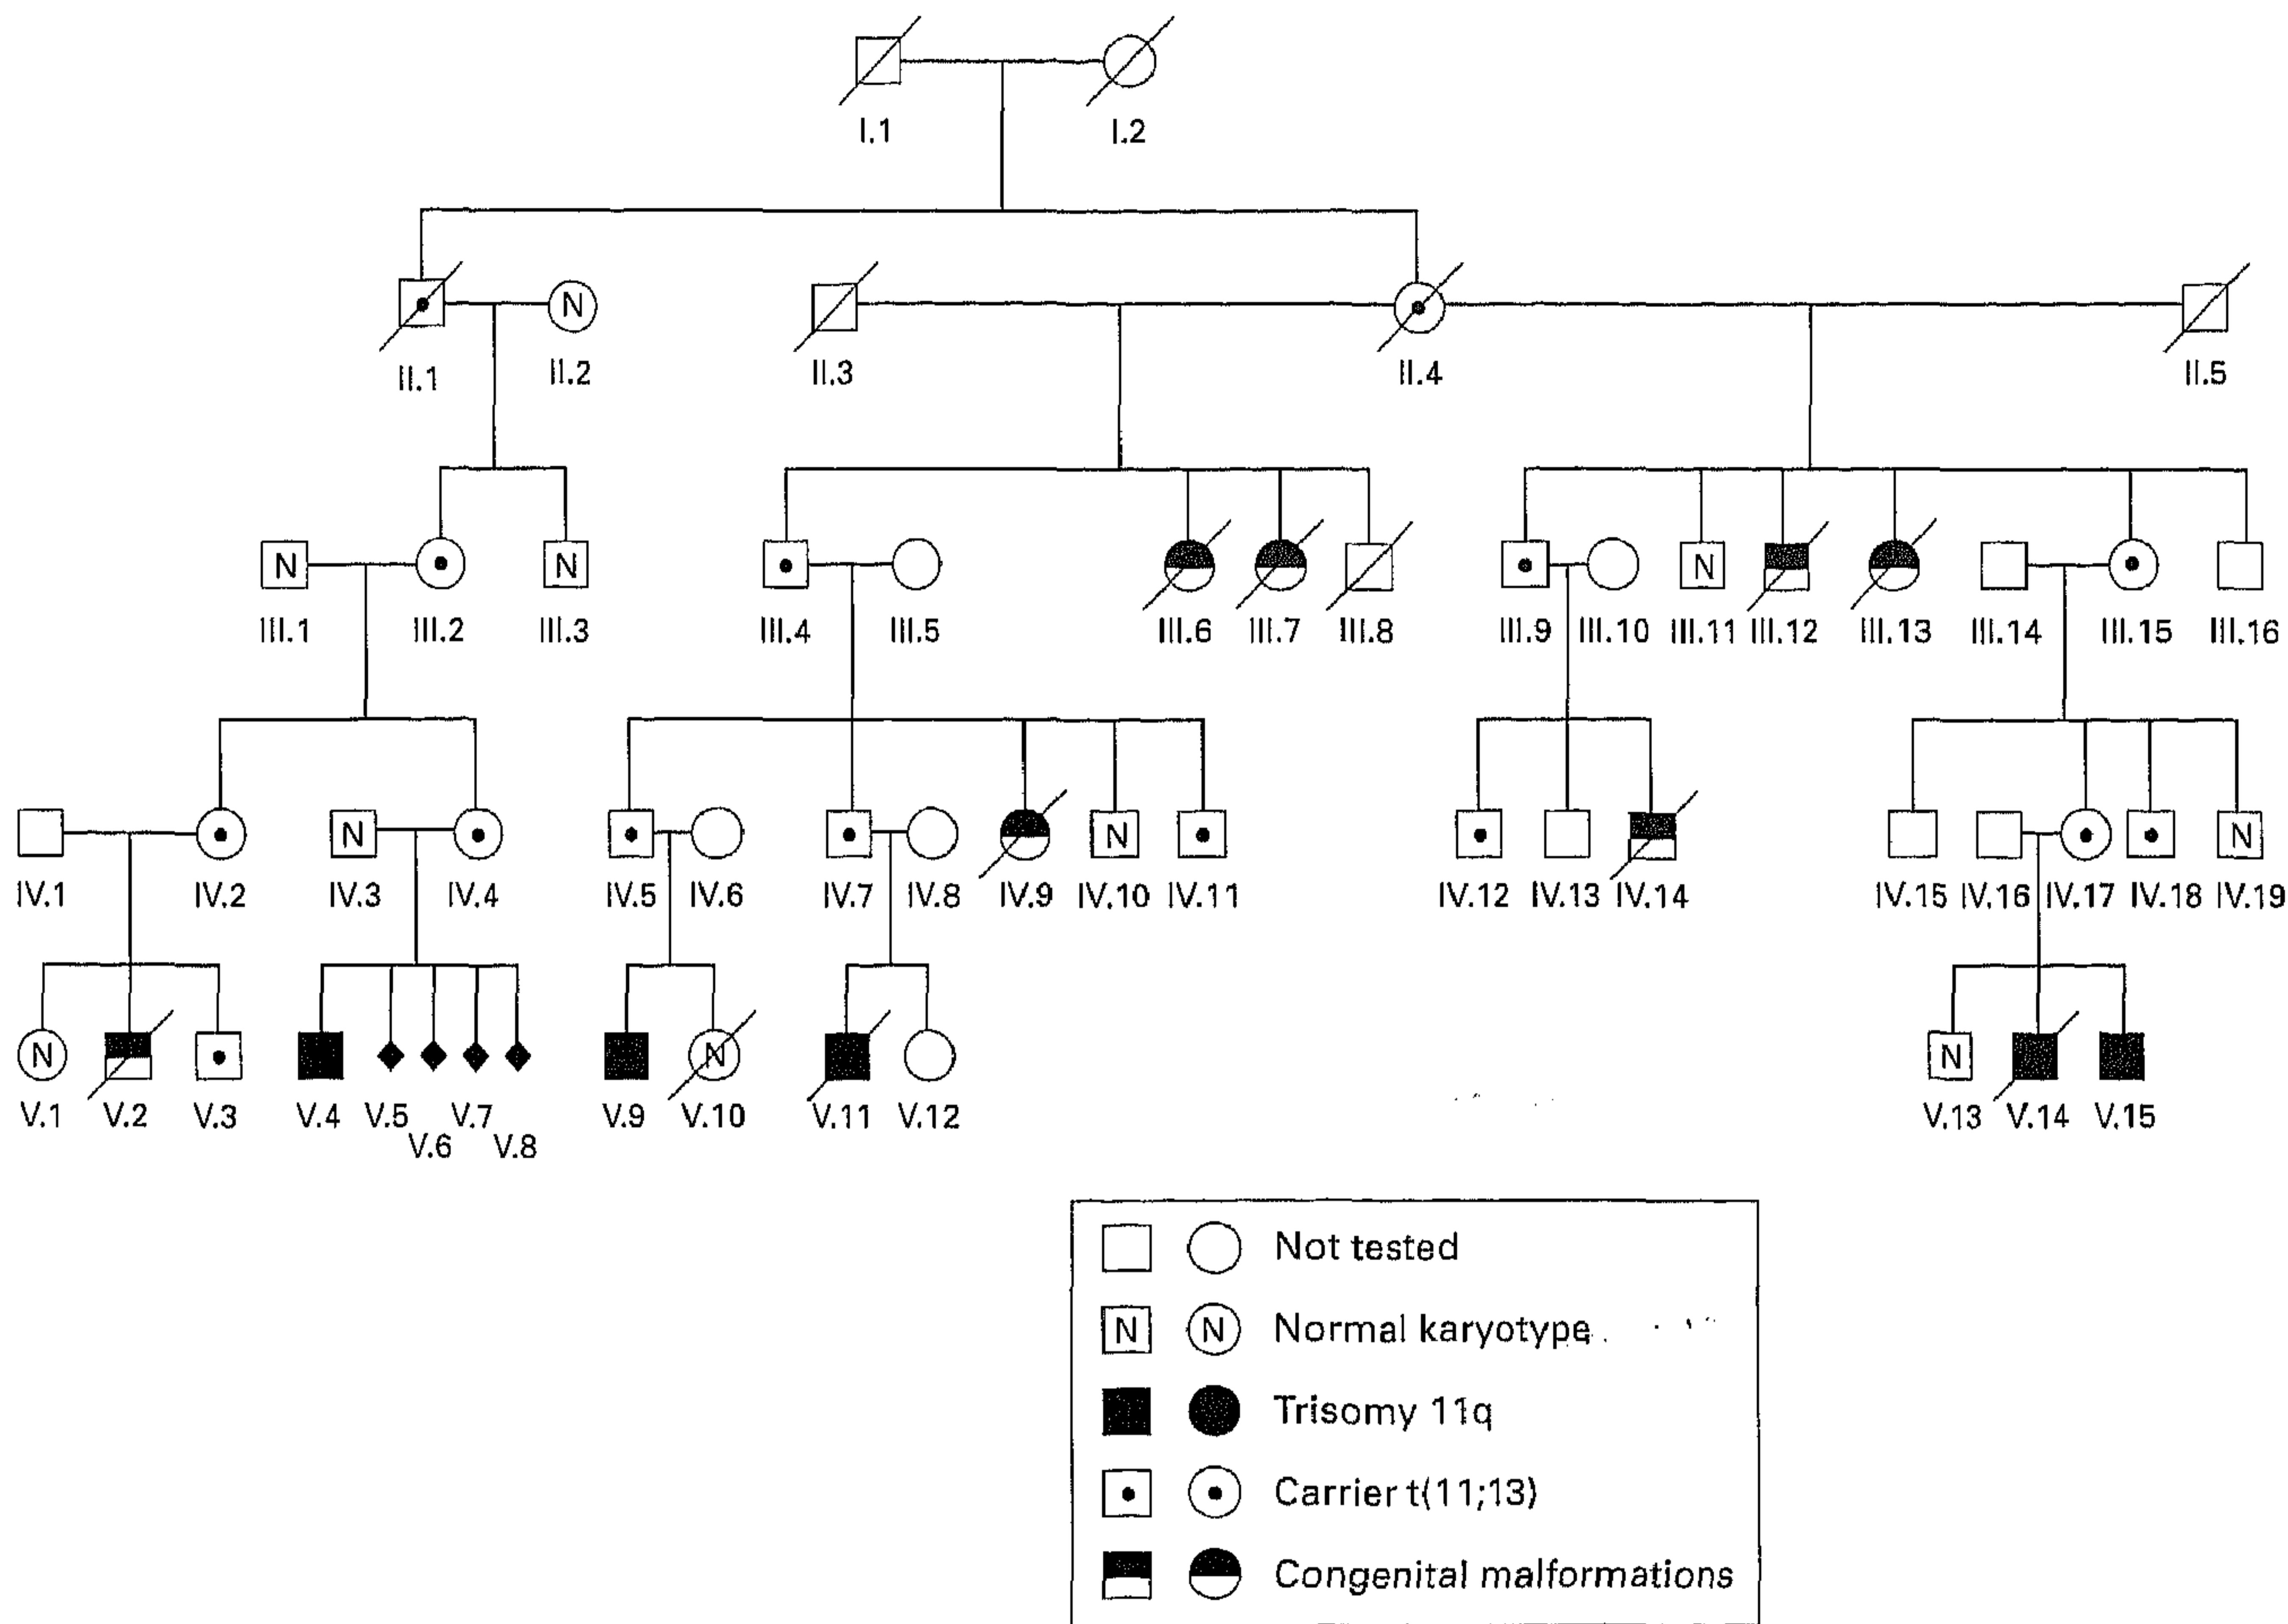 I.1 I.2
N
II.1 II.2 II.3 II.4 II.5
N N N
III.1 III.2 III.3 III.4 III.5 III.6 III.7 III.8 III.9 III.10 III.11 III.12 III.13 III.14 III.15 III.16
N N N
IV.1 IV.2 IV.3 IV.4 IV.5 IV.6 IV.7 IV.8 IV.9 IV.10 IV.11 IV.12 IV.13 IV.14 IV.15 IV.16 IV.17 IV.18 IV.19
N N N
V.1 V.2 V.3 V.4 V.5 V.7 V.9 V.10 V.11 V.12 V.13 V.14 V.15
V.6 V.8
Not tested
N N Normal karyotype
Trisomy 11q
Carrier t(11;13)
Congenital malformations